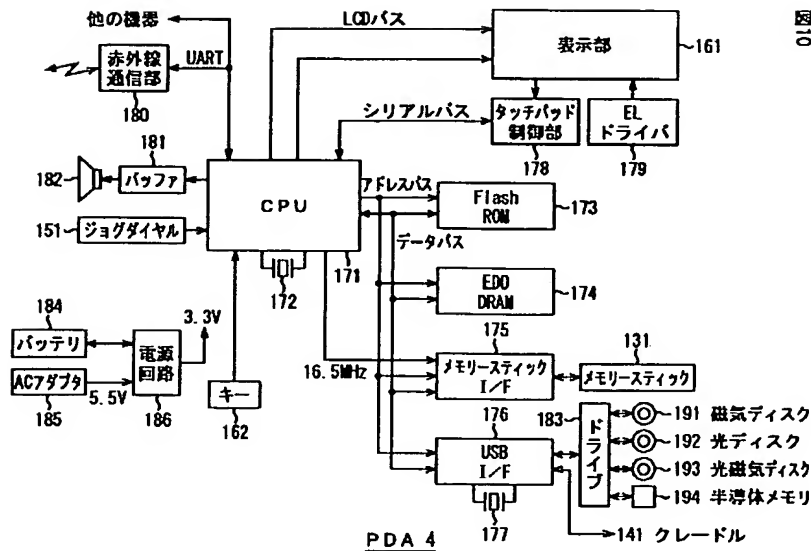 図10
他の機器
LCDバス
表示部
161
赤外線
通信部
UART
180
シリアルバス
タッチパッド
制御部
178
EL
ドライバ
179
181
182
バッファ
CPU
アドレスバス
Flash
ROM
173
151
ジョグダイヤル
171
データバス
172
EDO
DRAM
174
184
バッテリ
3.3V
電源
回路
ACアダプタ
185
5.5V
186
キー
162
16.5MHz
175
メモリースティック
I/F
131
メモリースティック
176
USB
I/F
177
183
ドライブ
191 磁気ディスク
192 光ディスク
193 光磁気ディスク
194 半導体メモリ
141 クレードル
PDA 4